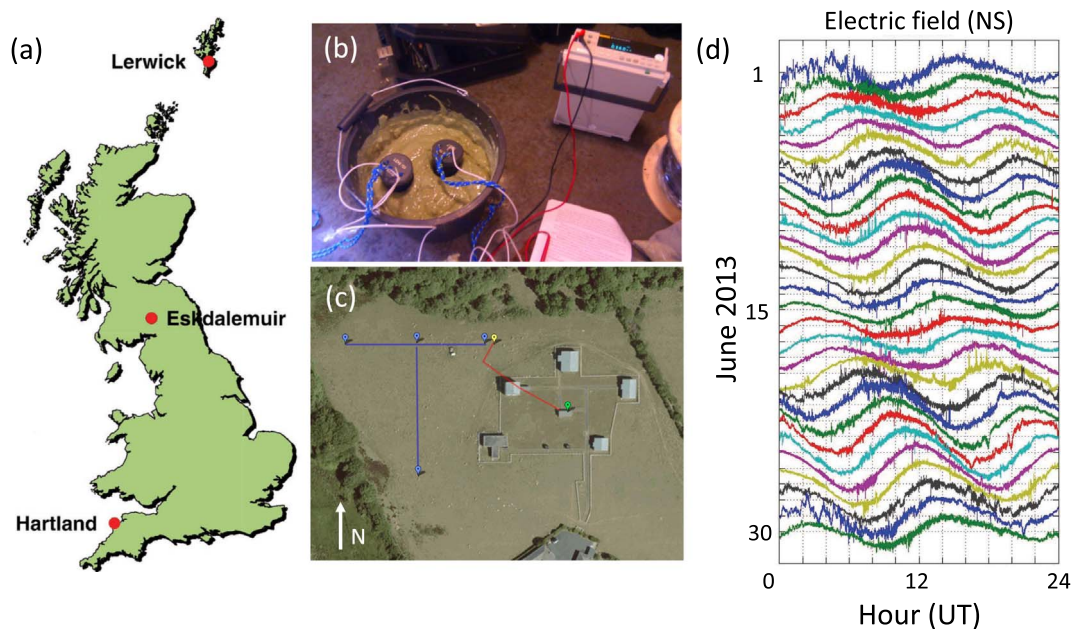 (a)
Lerwick
Eskdalemuir
Hartland
(b)
(c)
N
(d)
Electric field (NS)
June 2013
1
15
30
0
12
24
Hour (UT)